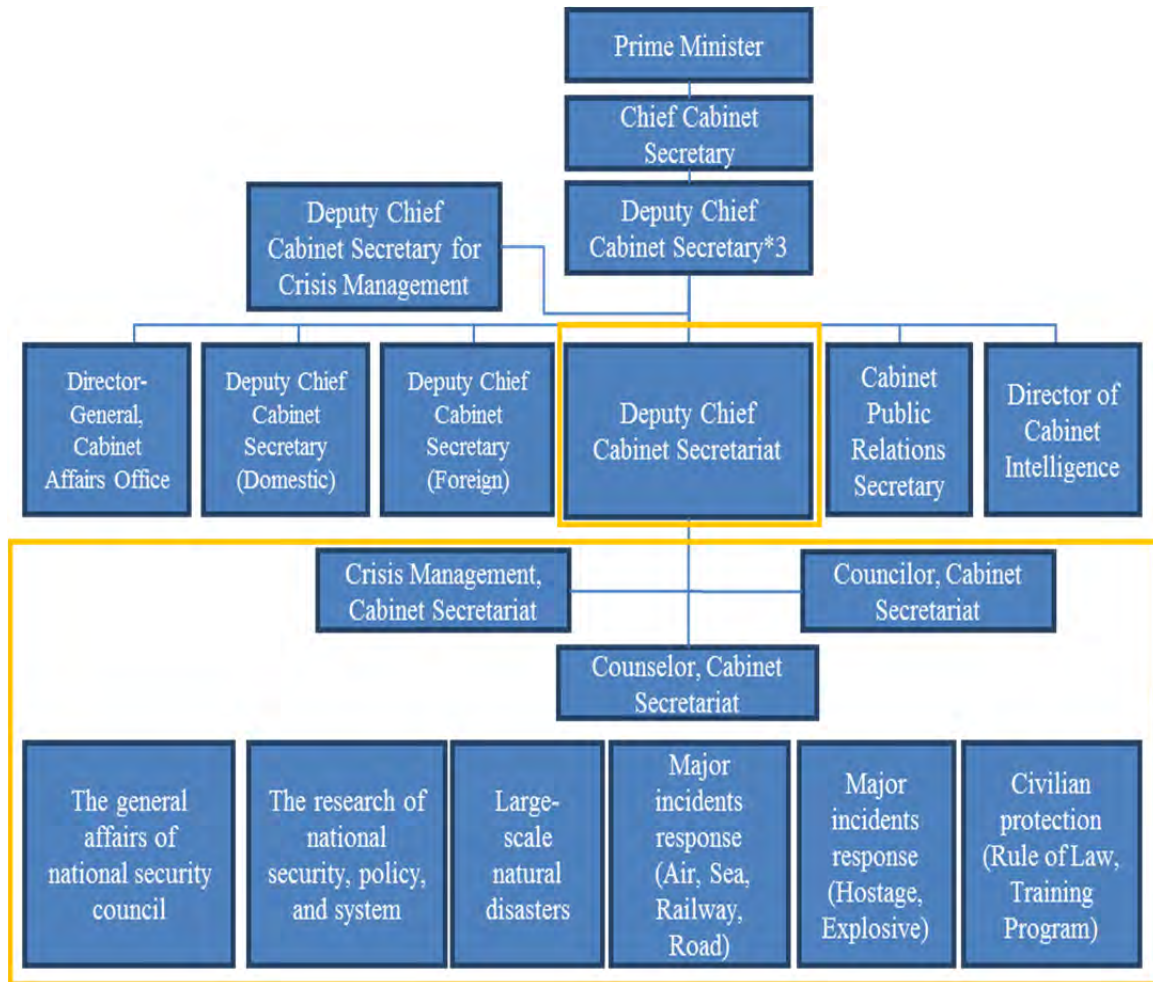 Prime Minister
Chief Cabinet
Secretary
Deputy Chief
Cabinet Secretary for
Crisis Management
Deputy Chief
Cabinet Secretary*3
Director-
General,
Cabinet
Affairs Office
Deputy Chief
Cabinet
Secretary
(Domestic)
Deputy Chief
Cabinet
Secretary
(Foreign)
Deputy Chief
Cabinet Secretariat
Cabinet
Public
Relations
Secretary
Director of
Cabinet
Intelligence
Crisis Management,
Cabinet Secretariat
Councilor, Cabinet
Secretariat
Counselor, Cabinet
Secretariat
The general
affairs of
national security
council
The research of
national
security, policy,
and system
Large-
scale
natural
disasters
Major
incidents
response
(Air, Sea,
Railway,
Road)
Major
incidents
response
(Hostage,
Explosive)
Civilian
protection
(Rule of Law,
Training
Program)